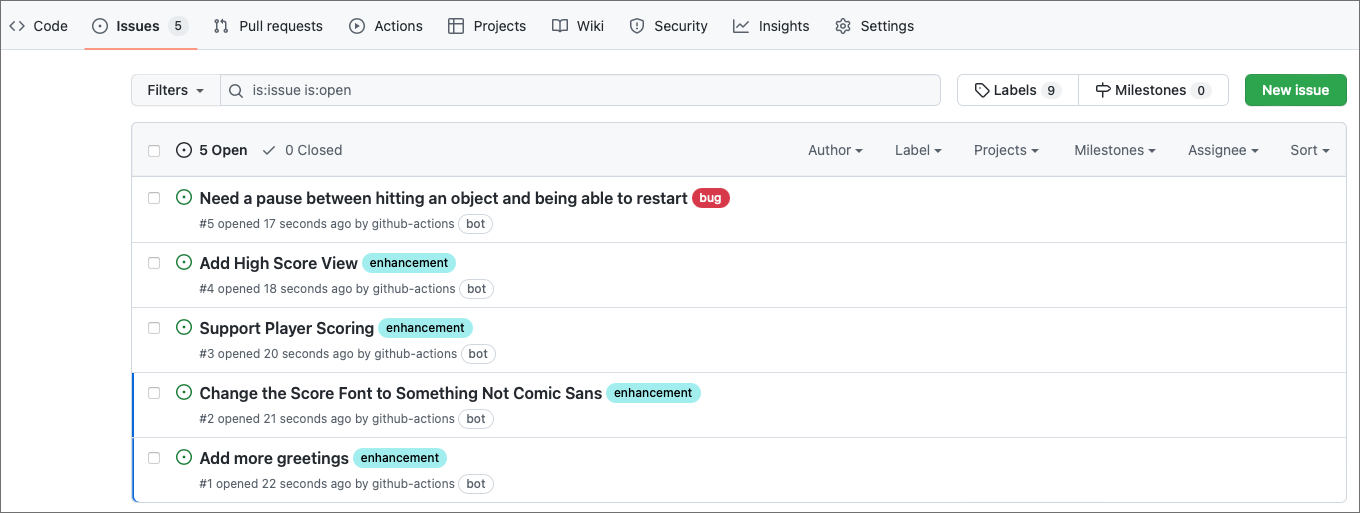 Code Issues 5 Pull requests Actions Projects Wiki Security Insights Settings
Filters is:issue is:open Labels 9 Milestones 0 New issue
5 Open 0 Closed Author Label Projects Milestones Assignee Sort
Need a pause between hitting an object and being able to restart bug
#5 opened 17 seconds ago by github-actions bot
Add High Score View enhancement
#4 opened 18 seconds ago by github-actions bot
Support Player Scoring enhancement
#3 opened 20 seconds ago by github-actions bot
Change the Score Font to Something Not Comic Sans enhancement
#2 opened 21 seconds ago by github-actions bot
Add more greetings enhancement
#1 opened 22 seconds ago by github-actions bot